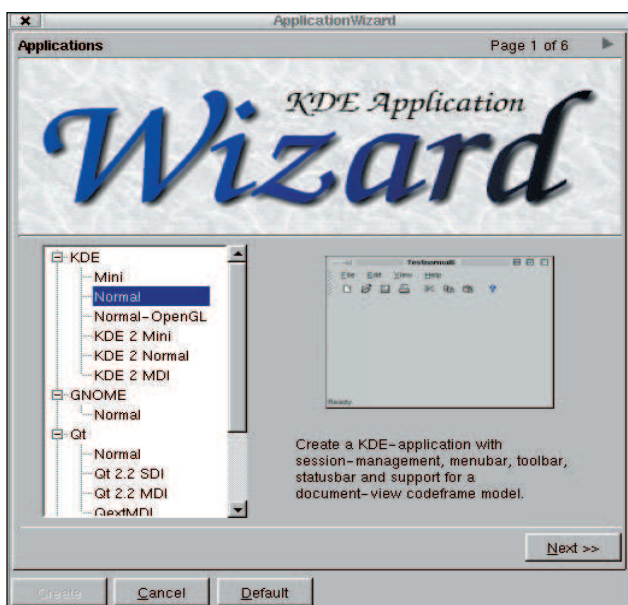 ApplicationWizard
Applications Page 1 of 6
KDE Application
Wizard
KDE
Mini
Normal
Normal-OpenGL
KDE 2 Mini
KDE 2 Normal
KDE 2 MDI
GNOME
Normal
Qt
Normal
Qt 2.2 SDI
Qt 2.2 MDI
QextMDI
File Edit View Help
Ready.
Create a KDE-application with
session-management, menubar, toolbar,
statusbar and support for a
document-view codeframe model.
Next >>
Create Cancel Default